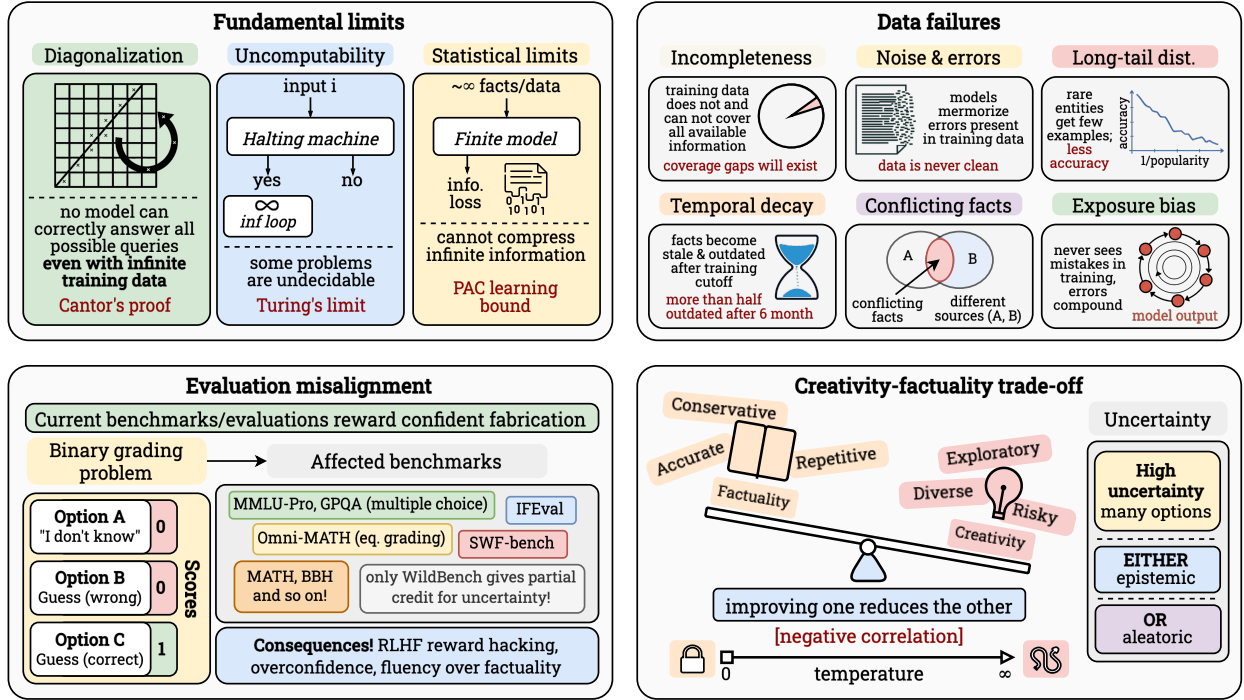 Fundamental limits
Diagonalization
no model can
correctly answer all
possible queries
even with infinite
training data
Cantor's proof
Uncomputability
input i
Halting machine
yes
no
∞
inf loop
some problems
are undecidable
Turing's limit
Statistical limits
~∞ facts/data
Finite model
info.
loss
01 01
10101
cannot compress
infinite information
PAC learning
bound
Data failures
Incompleteness
training data
does not and
can not cover
all available
information
coverage gaps will exist
Noise & errors
models
mermorize
errors present
in training data
data is never clean
Long-tail dist.
rare
entities
get few
examples;
less
accuracy
accuracy
1/popularity
Temporal decay
facts become
stale & outdated
after training
cutoff
more than half
outdated after 6 month
Conflicting facts
A
B
conflicting
facts
different
sources (A, B)
Exposure bias
never sees
mistakes in
training,
errors
compound
model output
Evaluation misalignment
Current benchmarks/evaluations reward confident fabrication
Binary grading
problem
Affected benchmarks
Option A
"I don't know"
0
Option B
Guess (wrong)
0
Option C
Guess (correct)
1
Scores
MMLU-Pro, GPQA (multiple choice)
IFEval
Omni-MATH (eq. grading)
SWF-bench
MATH, BBH
and so on!
only WildBench gives partial
credit for uncertainty!
Consequences! RLHF reward hacking,
overconfidence, fluency over factuality
Creativity-factuality trade-off
Conservative
Accurate
Repetitive
Factuality
Exploratory
Diverse
Risky
Creativity
improving one reduces the other
[negative correlation]
0
temperature
∞
Uncertainty
High
uncertainty
many options
EITHER
epistemic
OR
aleatoric